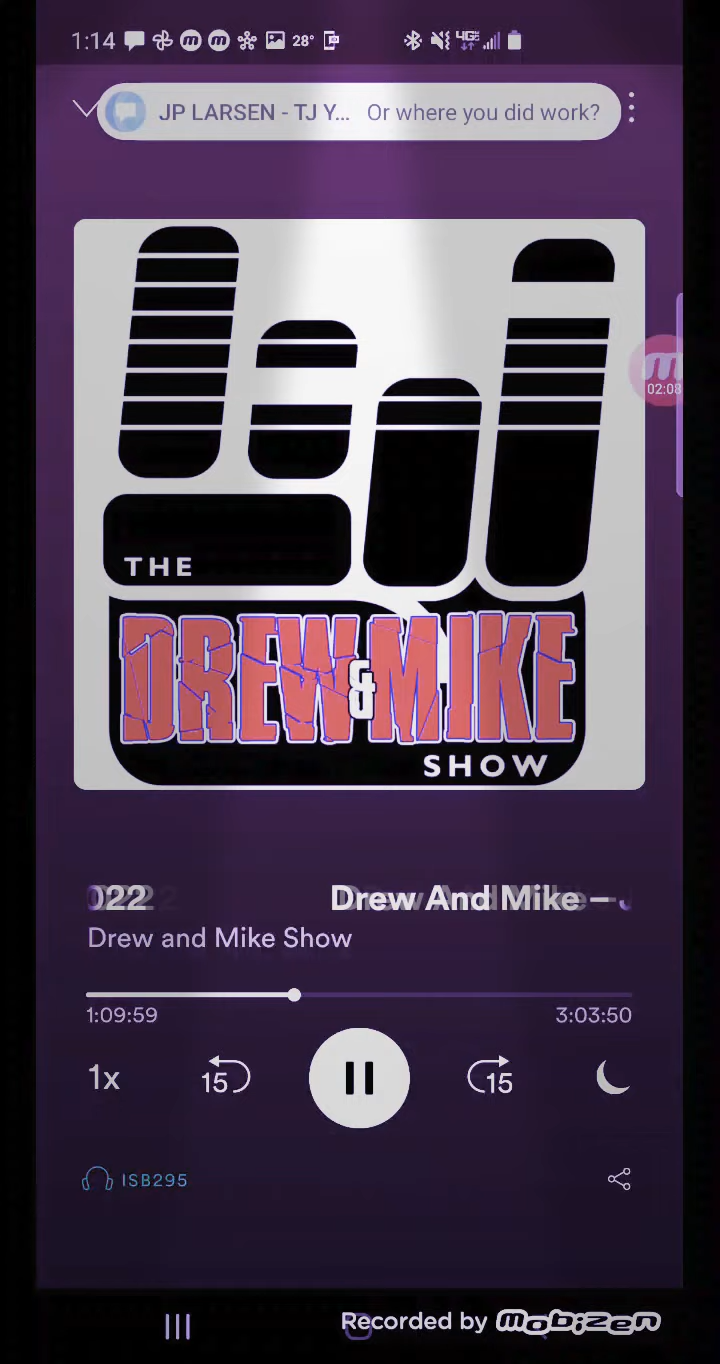 1:14 28° 4GE
JP LARSEN - TJ Y... Or where you did work?
02:08
THE
DREW & MIKE
SHOW
022 Drew And Mike –
Drew and Mike Show
1:09:59 3:03:50
1x 15 15
ISB295
Recorded by mobizen